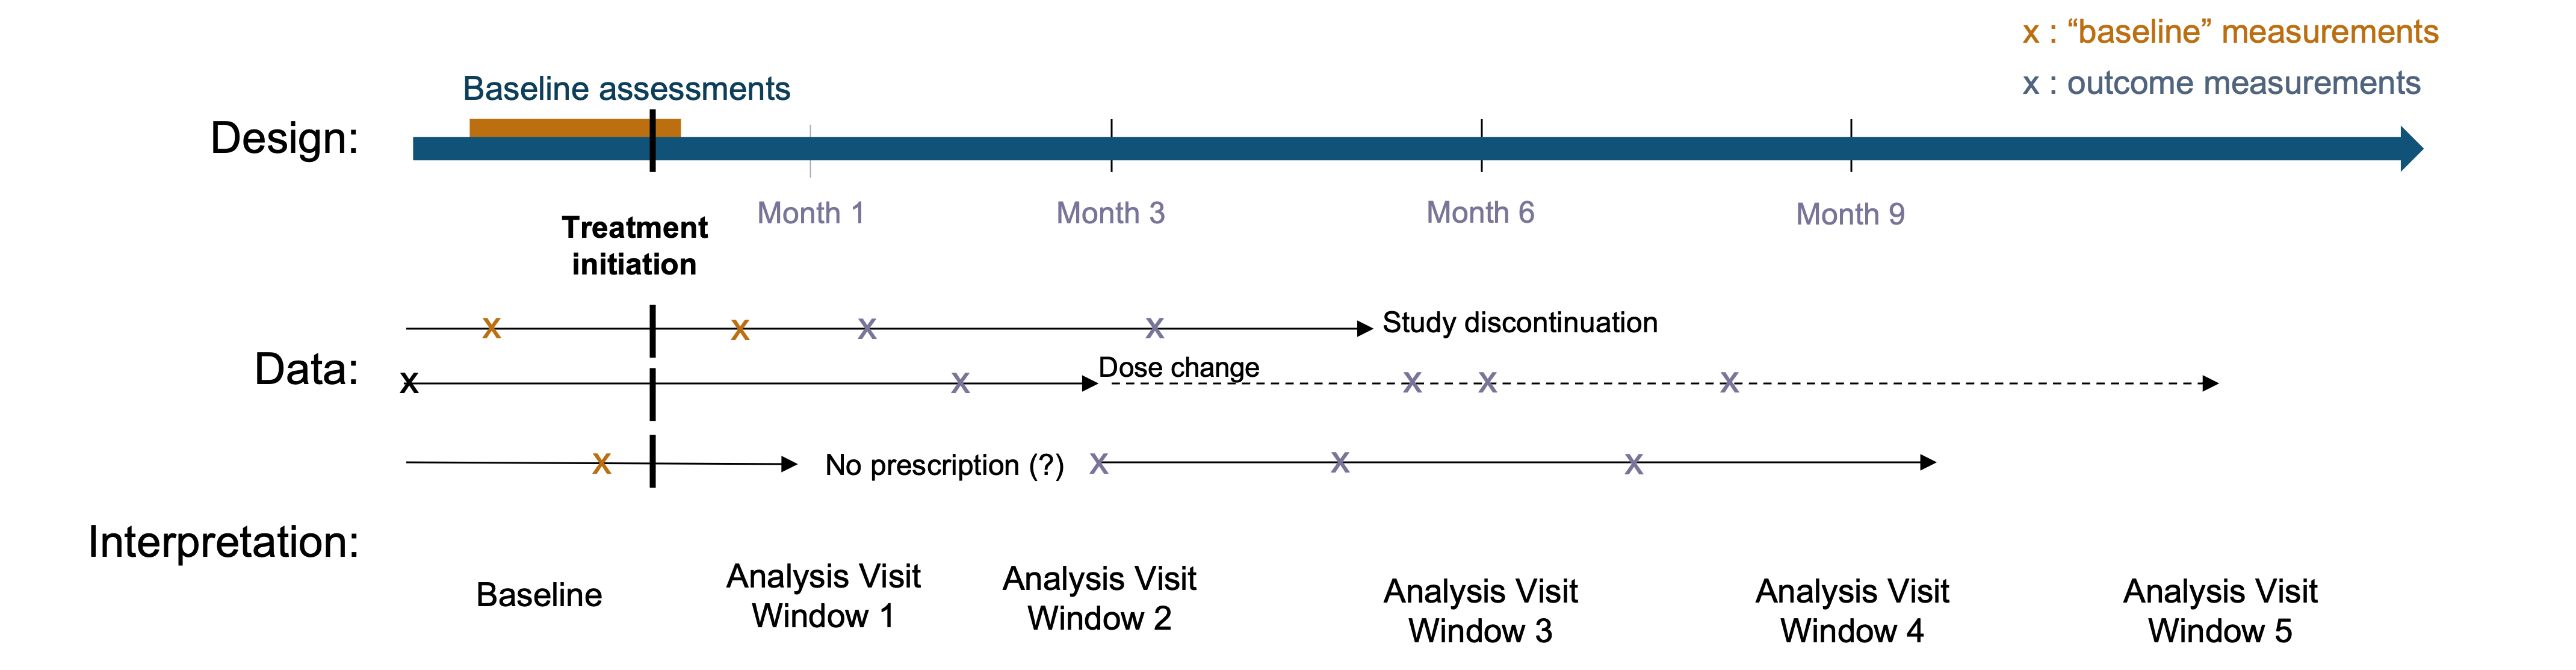 x : “baseline” measurements
x : outcome measurements
Baseline assessments
Design:
Month 1
Month 3
Month 6
Month 9
Treatment
initiation
x
x
x
x
Study discontinuation
Data:
x
x
Dose change
x
x
x
x
No prescription (?)
x
x
x
Interpretation:
Baseline
Analysis Visit
Window 1
Analysis Visit
Window 2
Analysis Visit
Window 3
Analysis Visit
Window 4
Analysis Visit
Window 5